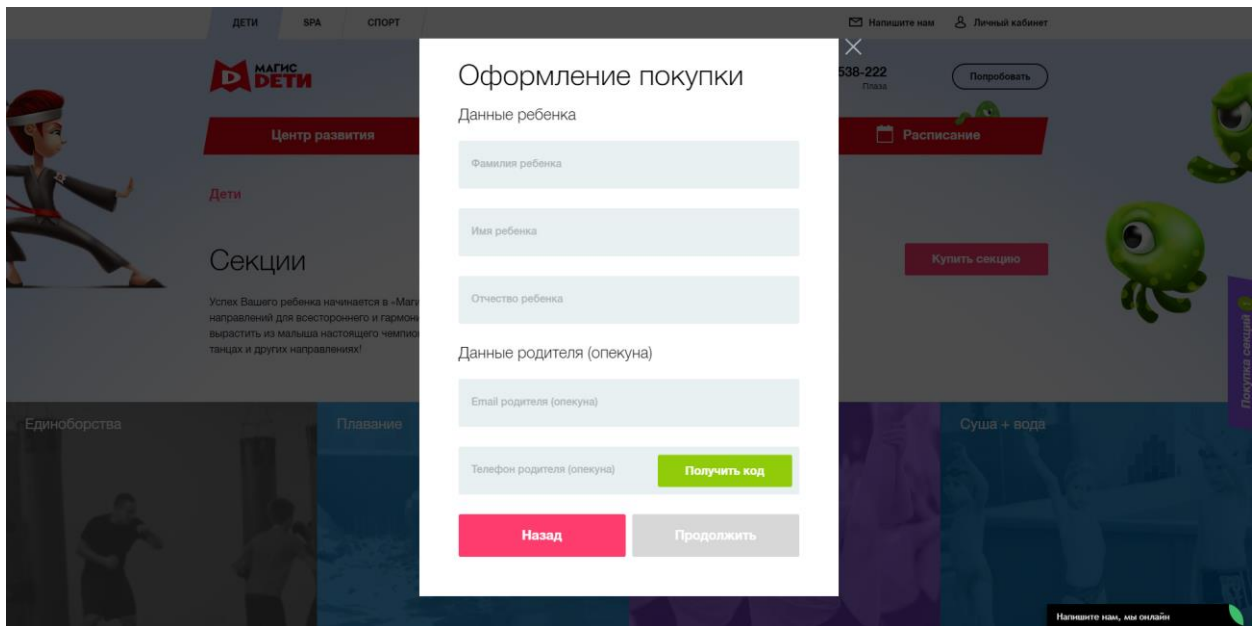 ДЕТИ SPA СПОРТ
Напишите нам Личный кабинет
МАГИС
DЕТИ
538-222
Плаза
Попробовать
Центр развития
Расписание
Дети
Секции
Купить секцию
Успех Вашего ребенка начинается в «Маги
направлений для всестороннего и гармони
вырастить из малыша настоящего чемпио
танцах и других направлениях!
Покупка секций
Единоборства
Плавание
Суша + вода
Оформление покупки
Данные ребенка
Фамилия ребенка
Имя ребенка
Отчество ребенка
Данные родителя (опекуна)
Email родителя (опекуна)
Телефон родителя (опекуна)
Получить код
Назад
Продолжить
Напишите нам, мы онлайн